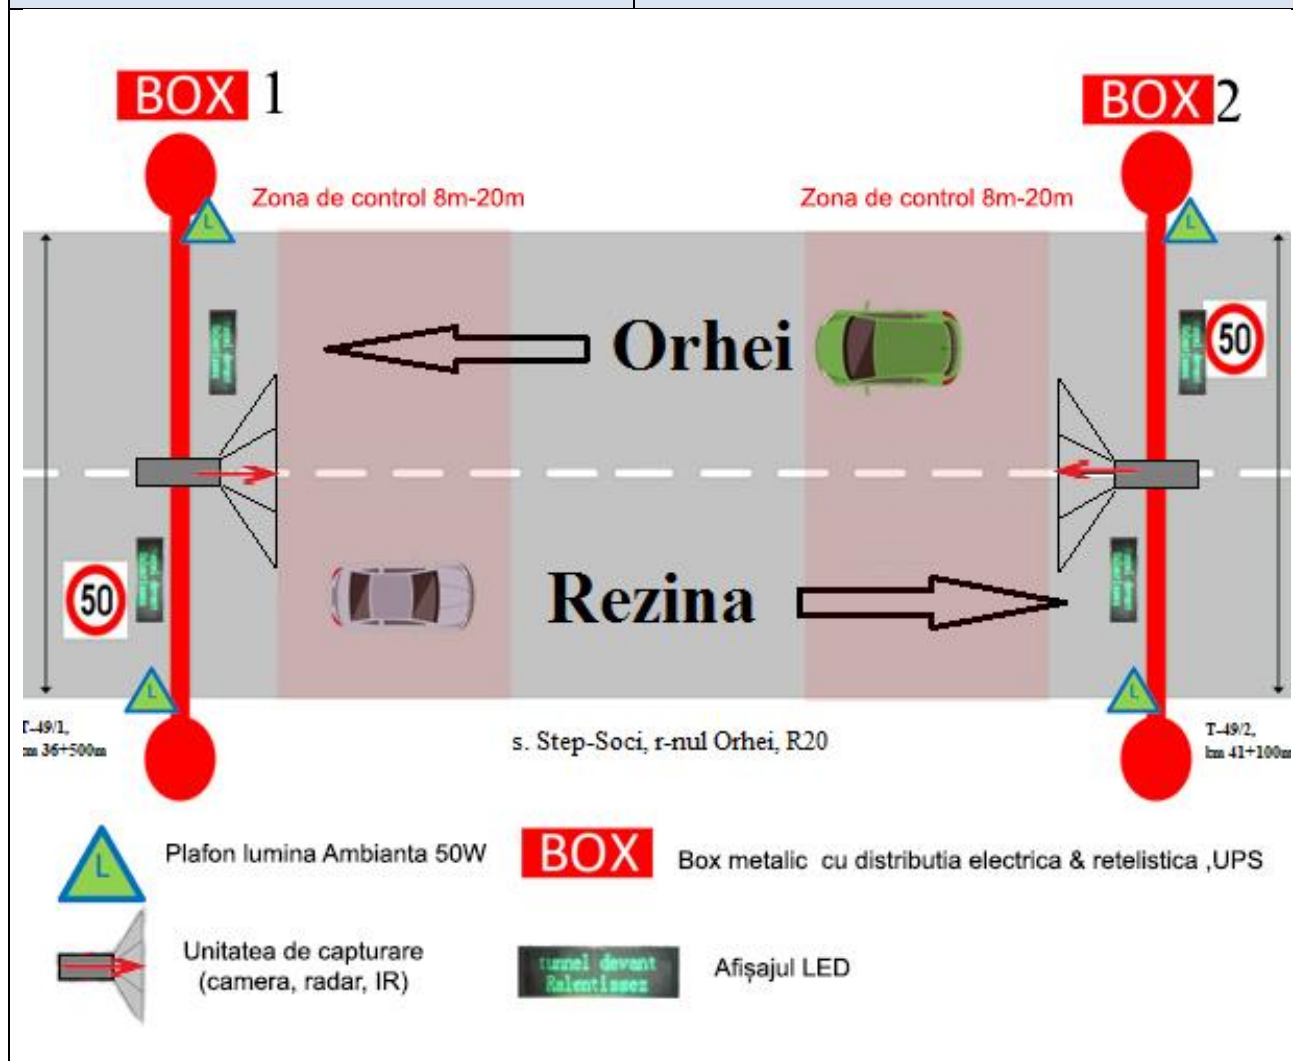 BOX 1
BOX 2
Zona de control 8m-20m
Zona de control 8m-20m
Orhei
50
50
Rezina
T-49/1,
36+500m
s. Step-Soci, r-nul Orhei, R20
T-49/2,
km 41+100m
L
L
L
L
L
Plafon lumina Ambianta 50W
BOX
Box metalic cu distributia electrica & retelistica ,UPS
Unitatea de capturare
(camera, radar, IR)
tunnel devant
Ralentissez
Afișajul LED